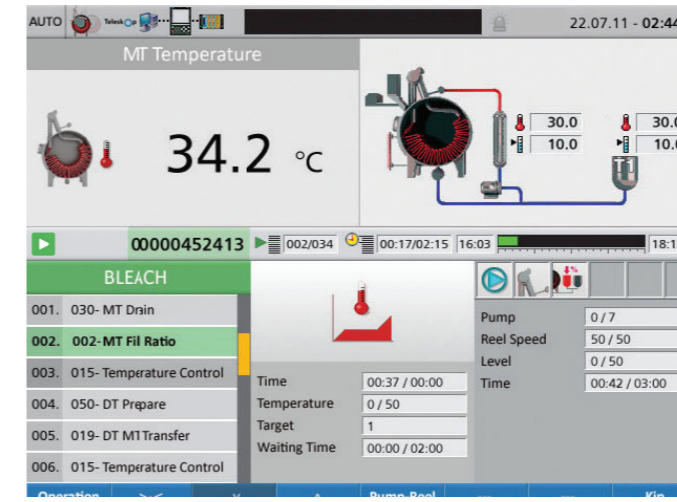 AUTO Teleskop 22.07.11 - 02:44
MT Temperature
34.2 °C
30.0 30.0
10.0 10.0
T1
00000452413 002/034 00:17/02:15 16:03 18:1
BLEACH
001. 030- MT Drain
002. 002-MT Fil Ratio
003. 015- Temperature Control
004. 050- DT Prepare
005. 019- DT MTTransfer
006. 015- Temperature Control
Time 00:37 / 00:00
Temperature 0 / 50
Target 1
Waiting Time 00:00 / 02:00
Pump 0 / 7
Reel Speed 50 / 50
Level 0 / 50
Time 00:42 / 03:00
Operation >-< Pump-Reel --- --- Kip